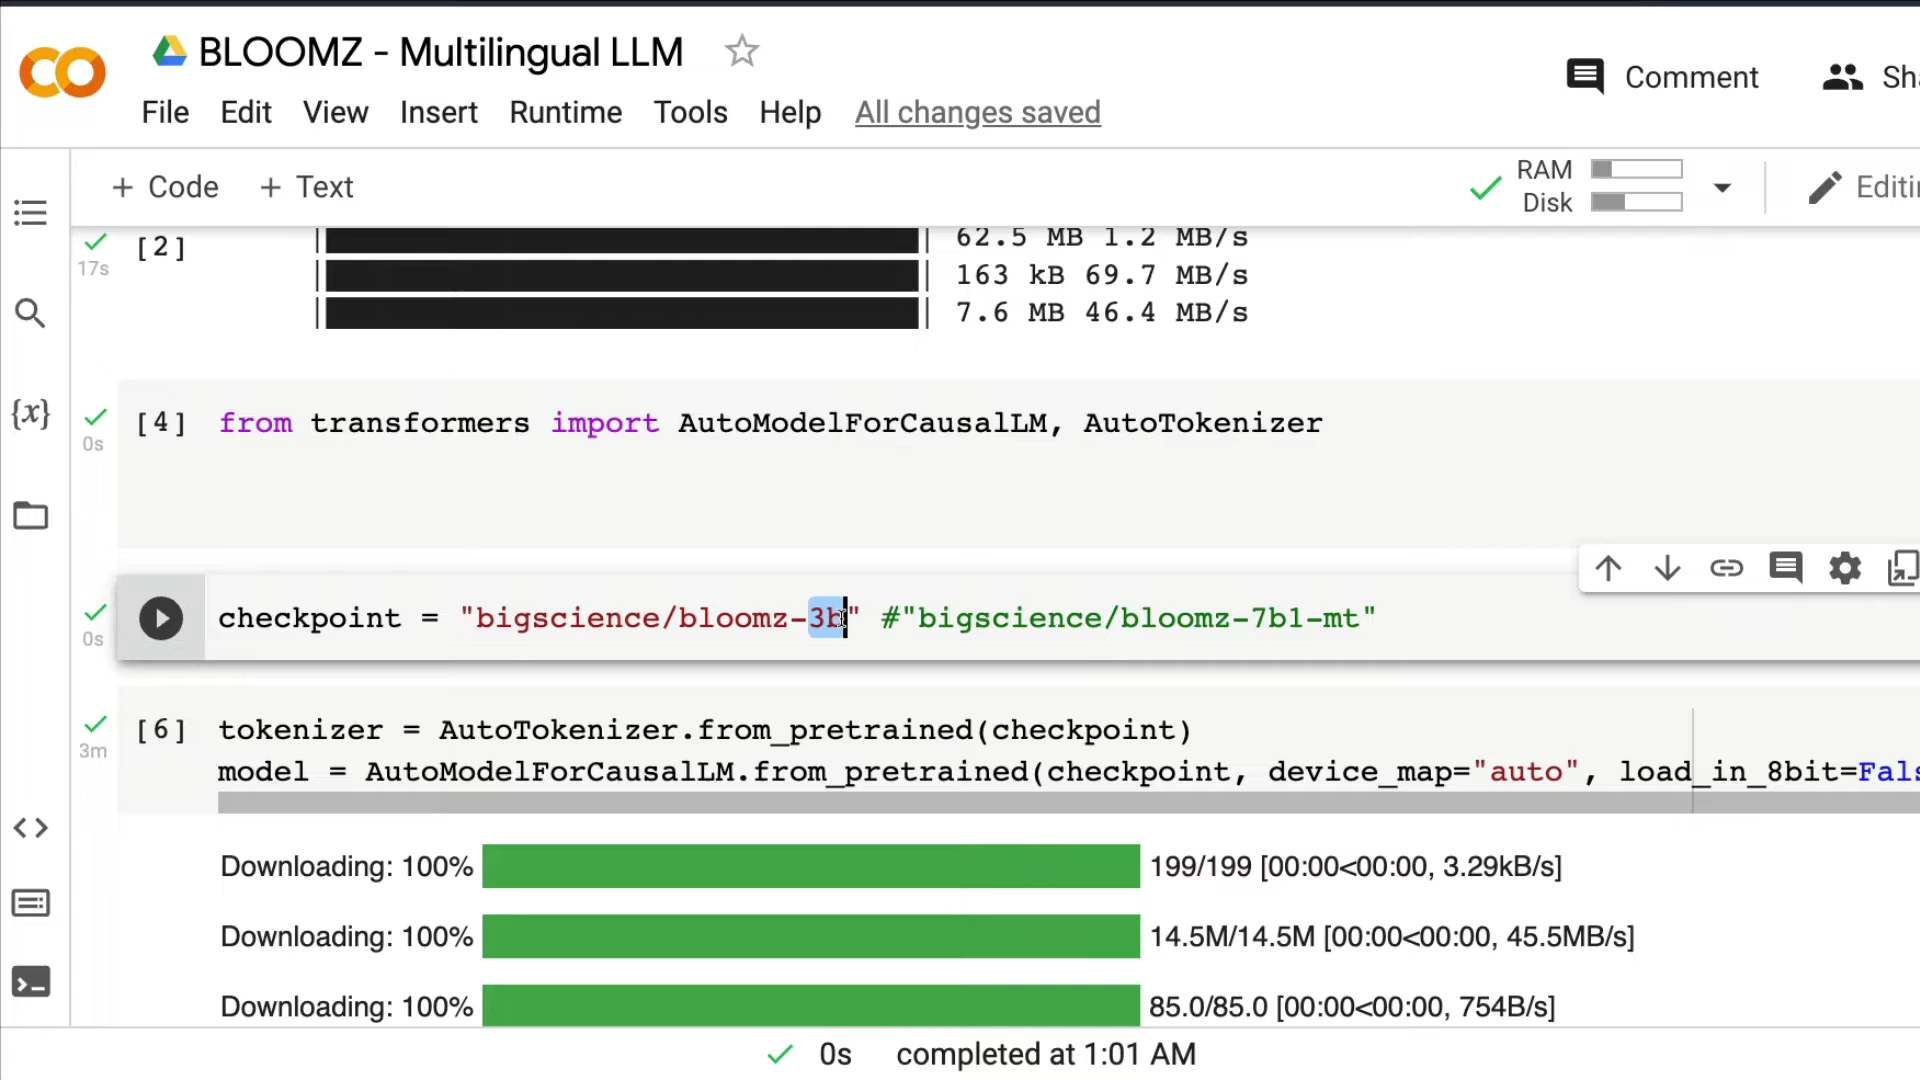 BLOOMZ - Multilingual LLM
Comment
File Edit View Insert Runtime Tools Help All changes saved
+ Code + Text
RAM
Disk
[2] 62.5 MB 1.2 MB/s
17s
163 kB 69.7 MB/s
7.6 MB 46.4 MB/s
{x}
[4] from transformers import AutoModelForCausalLM, AutoTokenizer
0s
checkpoint = "bigscience/bloomz-3b" #"bigscience/bloomz-7b1-mt"
0s
[6] tokenizer = AutoTokenizer.from_pretrained(checkpoint)
3m
model = AutoModelForCausalLM.from_pretrained(checkpoint, device_map="auto", load_in_8bit=Fals
Downloading: 100% 199/199 [00:00<00:00, 3.29kB/s]
Downloading: 100% 14.5M/14.5M [00:00<00:00, 45.5MB/s]
Downloading: 100% 85.0/85.0 [00:00<00:00, 754B/s]
0s completed at 1:01 AM